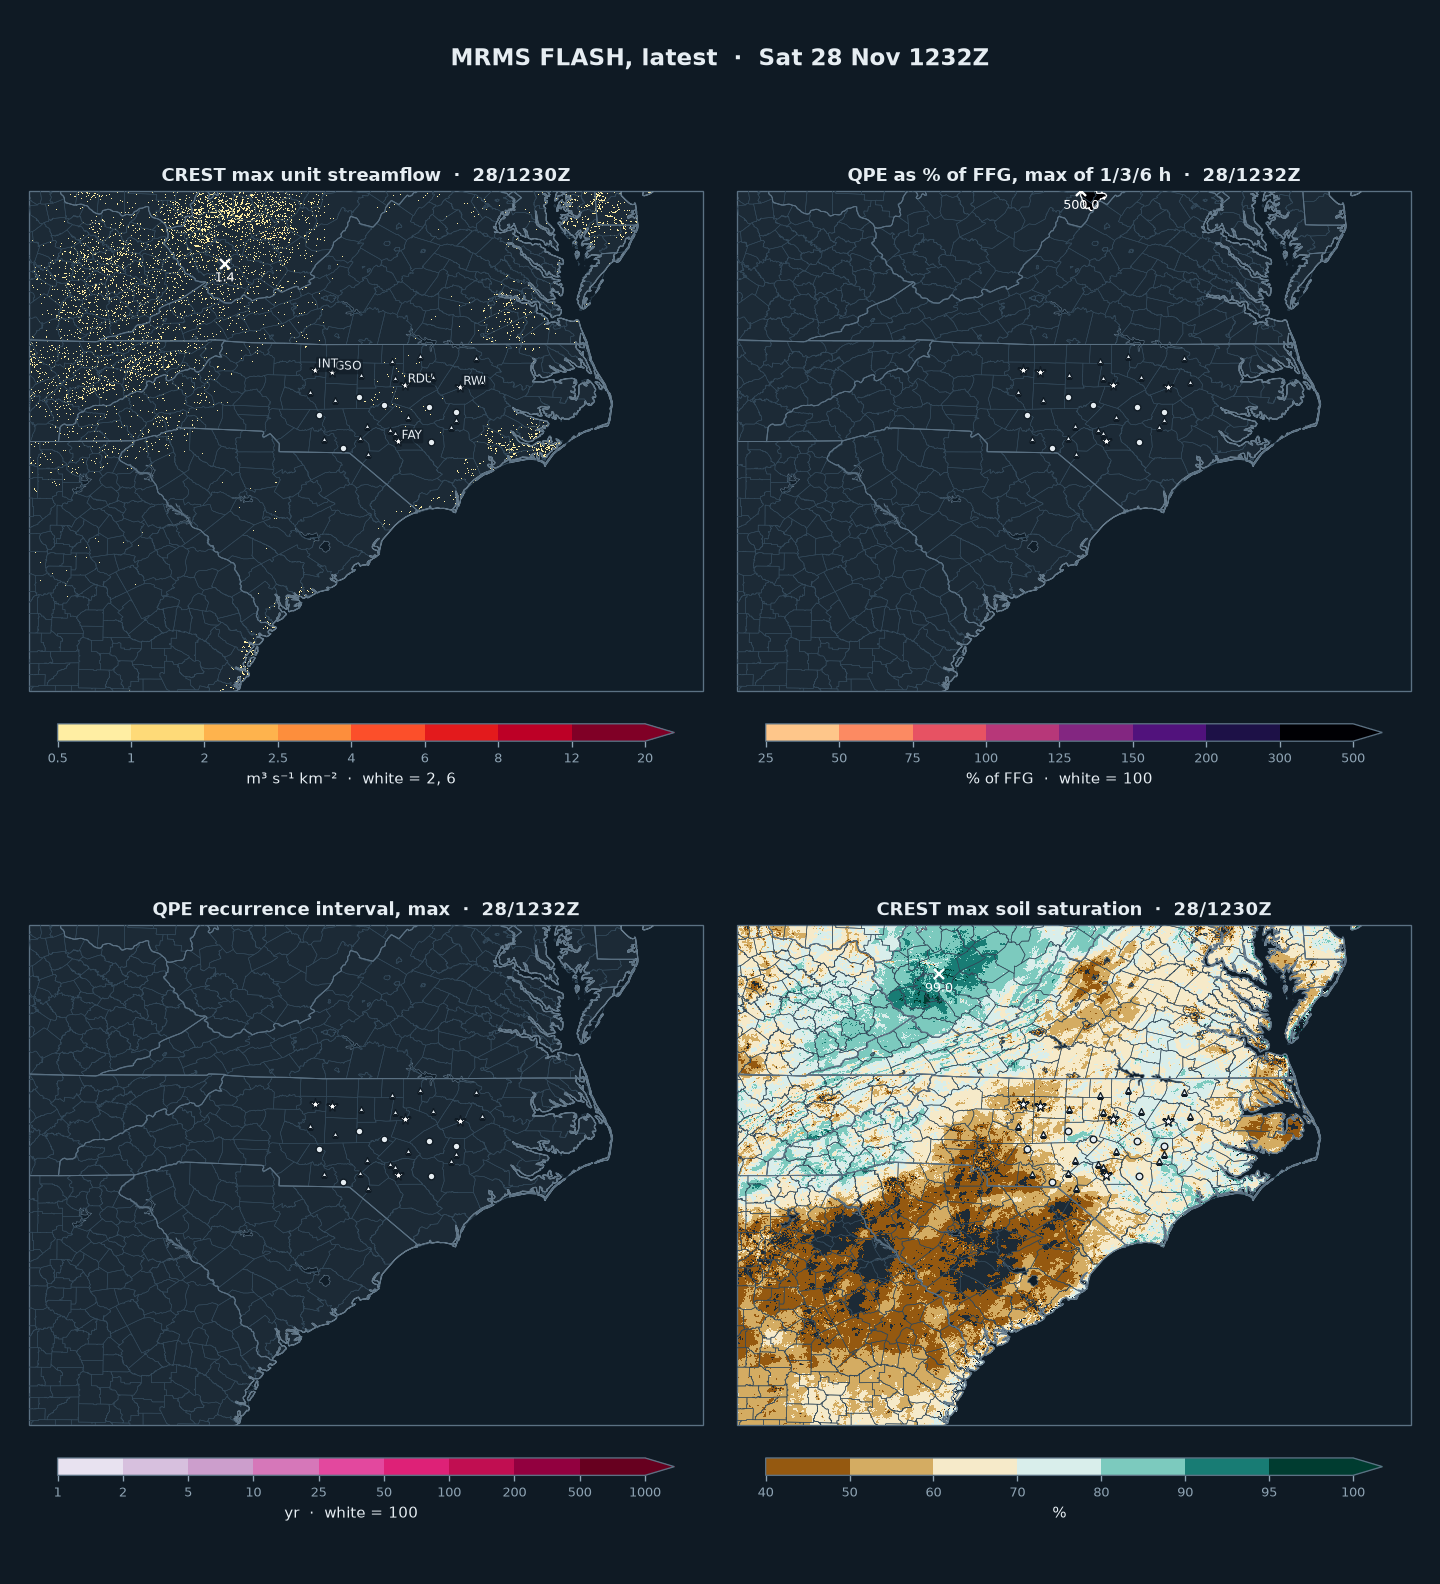 MRMS FLASH, latest · Sat 28 Nov 1232Z
CREST max unit streamflow · 28/1230Z
1.4
INT
GSO
RDU
RWI
FAY
0.5 1 2 2.5 4 6 8 12 20
m³ s⁻¹ km⁻² · white = 2, 6
QPE as % of FFG, max of 1/3/6 h · 28/1232Z
500.0
25 50 75 100 125 150 200 300 500
% of FFG · white = 100
QPE recurrence interval, max · 28/1232Z
1 2 5 10 25 50 100 200 500 1000
yr · white = 100
CREST max soil saturation · 28/1230Z
99.0
40 50 60 70 80 90 95 100
%